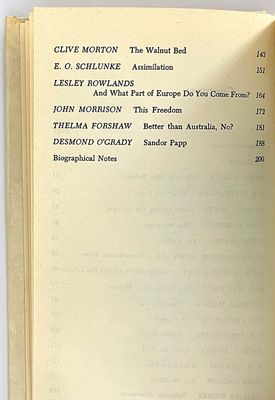 CLIVE MORTON The Walnut Bed 143
E. O. SCHLUNKE Assimilation 151
LESLEY ROWLANDS
And What Part of Europe Do You Come From? 164
JOHN MORRISON This Freedom 172
THELMA FORSHAW Better than Australia, No? 181
DESMOND O'GRADY Sandor Papp 188
Biographical Notes 200